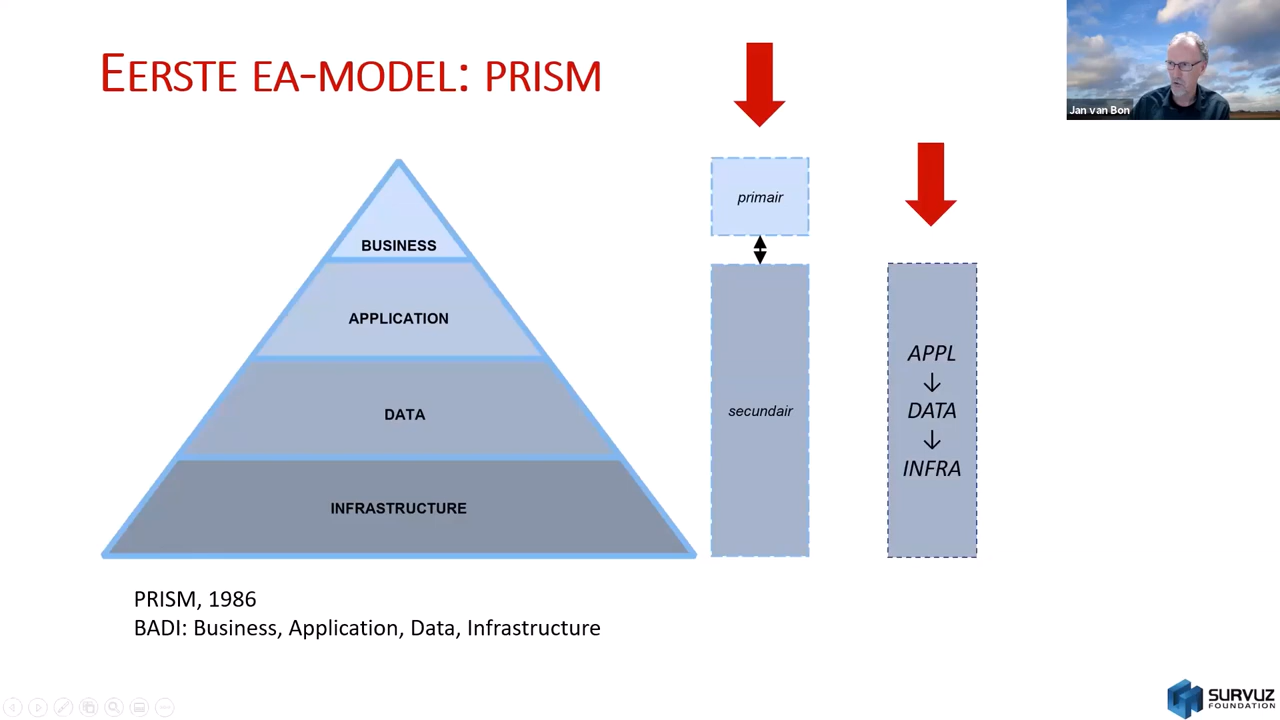 EERSTE EA-MODEL: PRISM
Jan van Bon
BUSINESS
APPLICATION
DATA
INFRASTRUCTURE
primair
secundair
APPL
DATA
INFRA
PRISM, 1986
BADI: Business, Application, Data, Infrastructure
SURVUZ
FOUNDATION